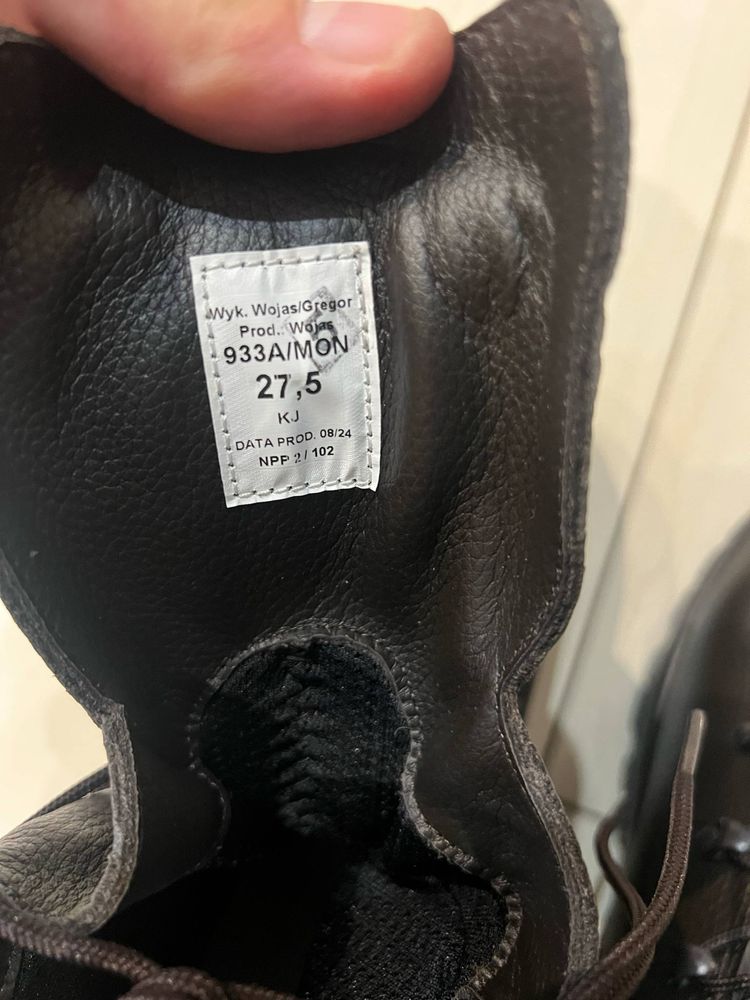 Wyk. Wojas/Gregor
Prod.: Wojas
933A/MON
27,5
KJ
DATA PROD. 08/24
NPP 2/ 102